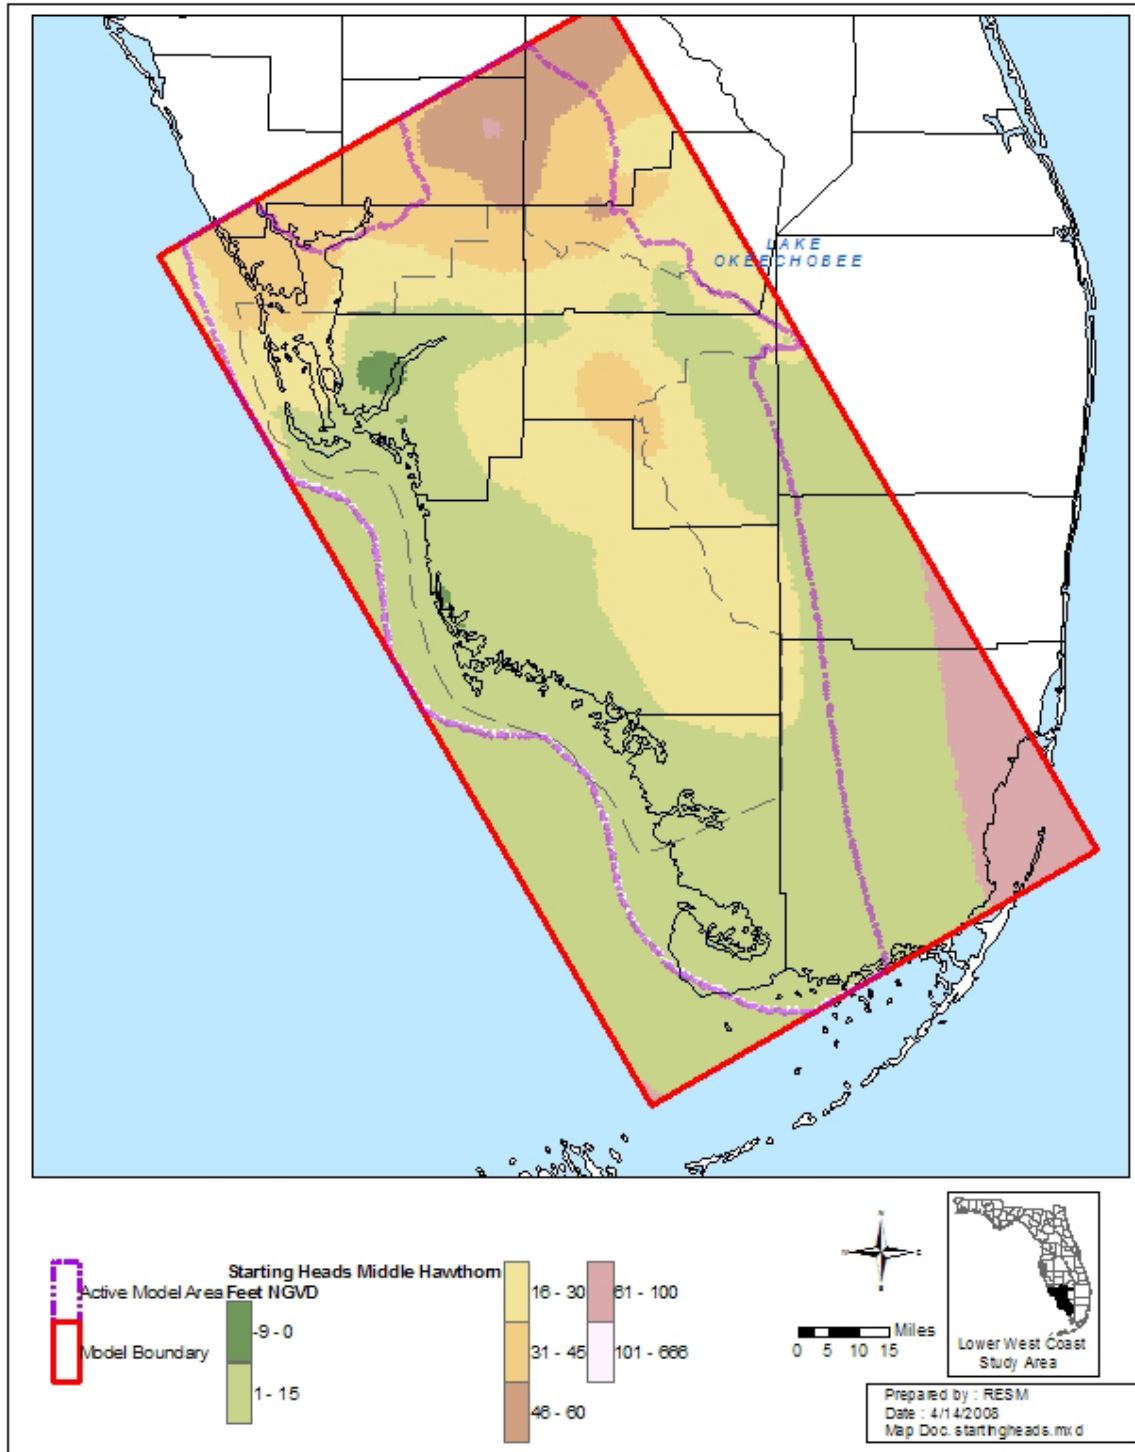 LAKE
OKEECHOBEE
Active Model Area
Model Boundary
Starting Heads Middle Hawthorn
Feet NGVD
-9 - 0
1 - 15
16 - 30
31 - 45
46 - 60
61 - 100
101 - 666
N
W
E
S
Miles
0 5 10 15
Lower West Coast
Study Area
Prepared by : RESM
Date : 4/14/2008
Map Doc. startingheads.mxd